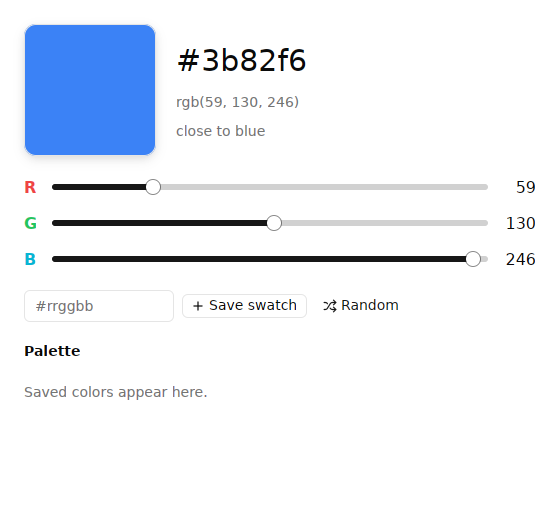 #3b82f6
rgb(59, 130, 246)
close to blue
R 59
G 130
B 246
#rrggbb Save swatch Random
Palette
Saved colors appear here.